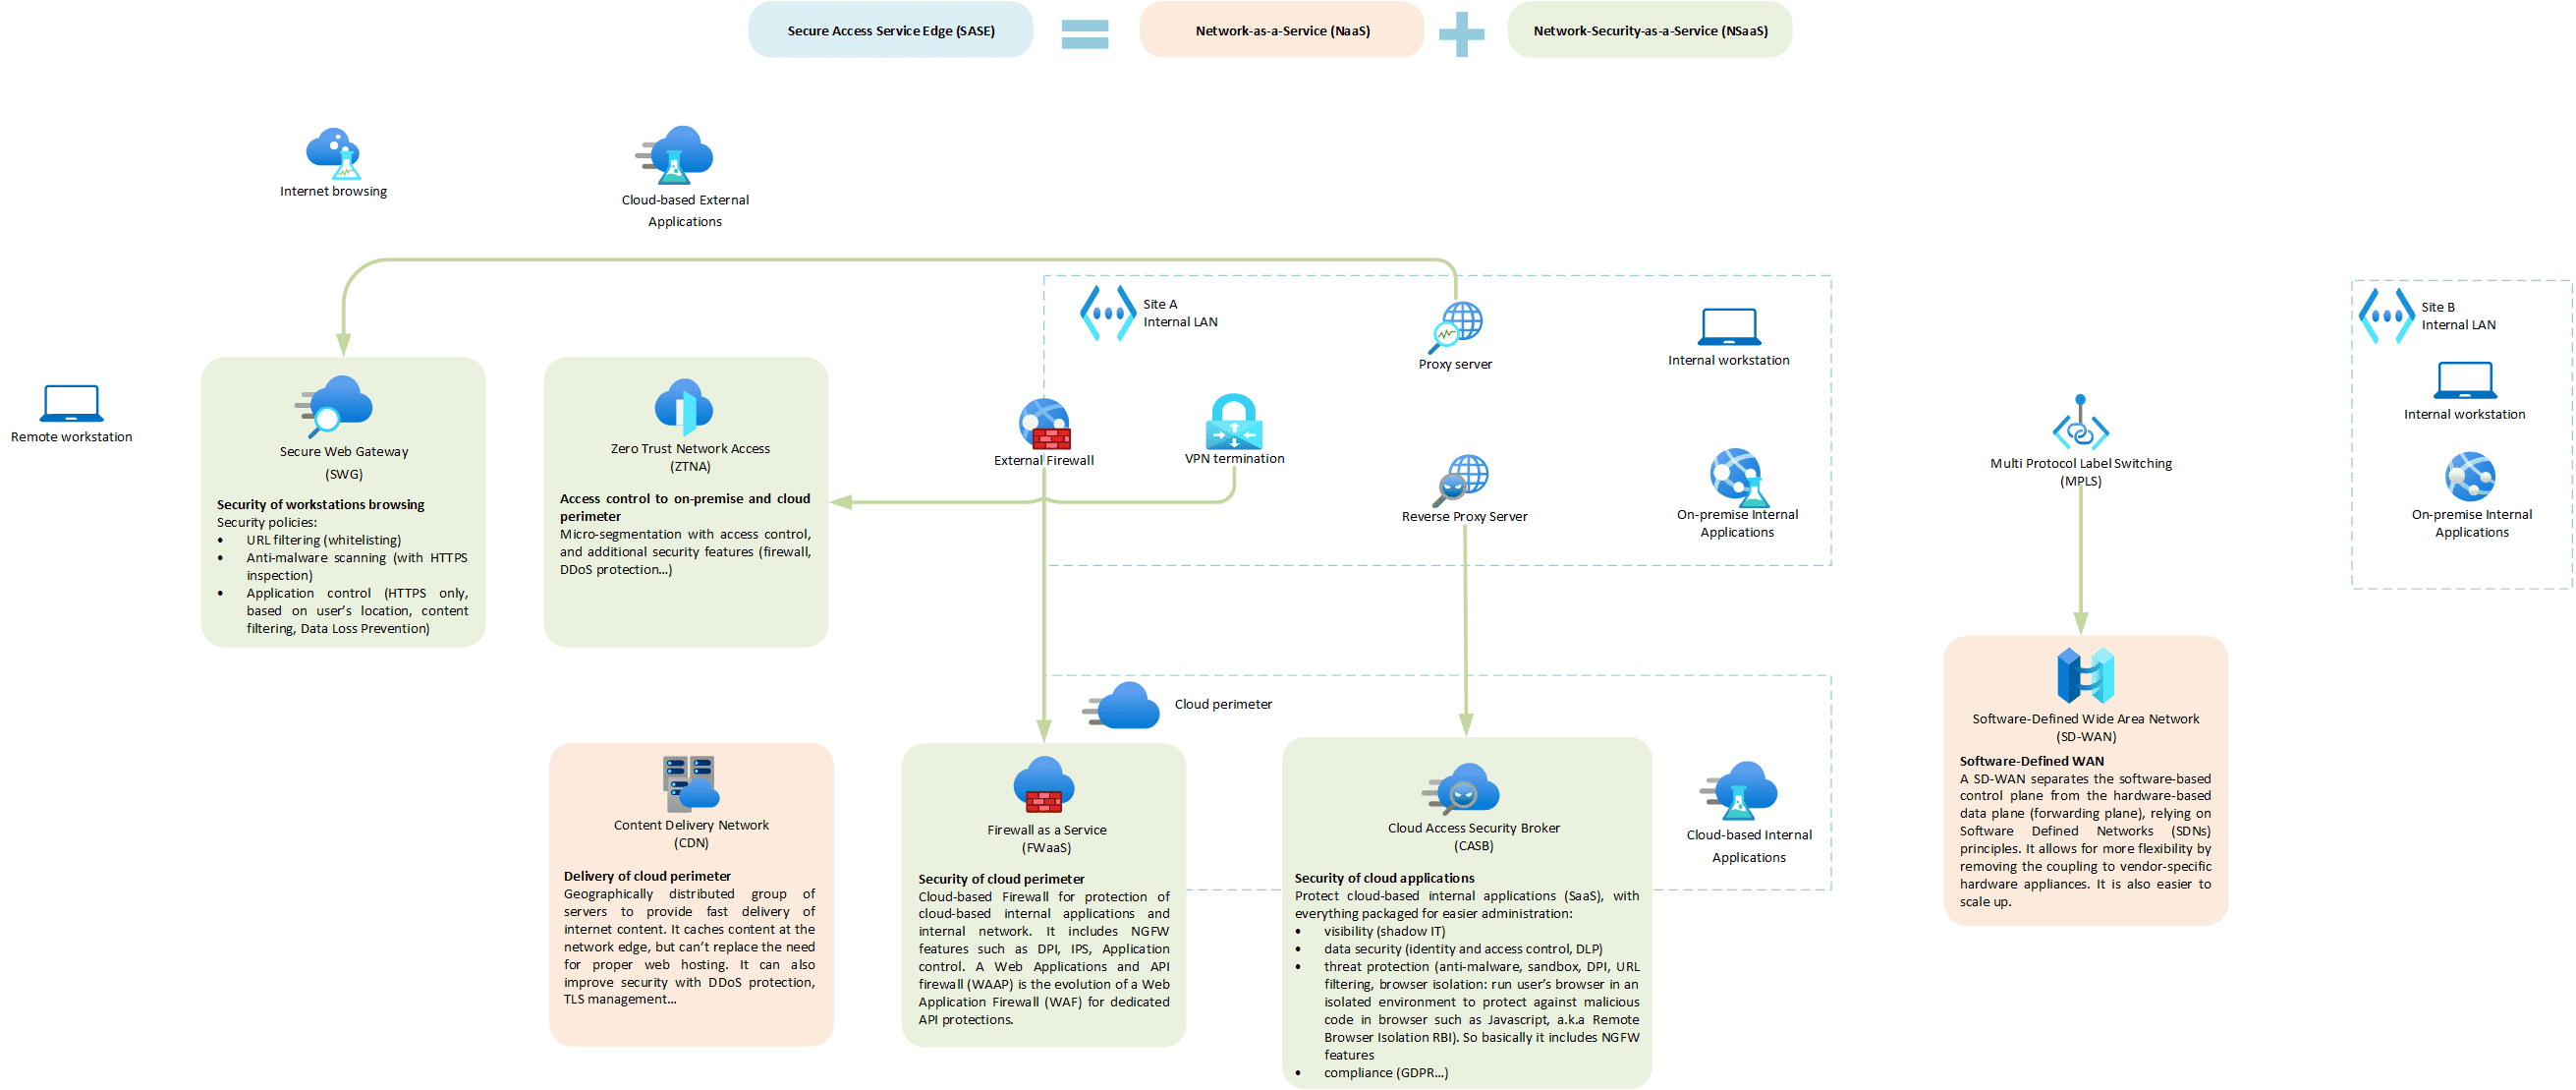 Secure Access Service Edge (SASE)
Network-as-a-Service (NaaS)
Network-Security-as-a-Service (NSaaS)
Internet browsing
Cloud-based External
Applications
Site A
Internal LAN
Proxy server
Internal workstation
Site B
Internal LAN
Internal workstation
On-premise Internal
Applications
Remote workstation
Secure Web Gateway
(SWG)
Security of workstations browsing
Security policies:
• URL filtering (whitelisting)
• Anti-malware scanning (with HTTPS
inspection)
• Application control (HTTPS only,
based on user's location, content
filtering, Data Loss Prevention)
Zero Trust Network Access
(ZTNA)
Access control to on-premise and cloud
perimeter
Micro-segmentation with access control,
and additional security features (firewall,
DDoS protection…)
External Firewall
VPN termination
Reverse Proxy Server
On-premise Internal
Applications
Multi Protocol Label Switching
(MPLS)
Cloud perimeter
Content Delivery Network
(CDN)
Delivery of cloud perimeter
Geographically distributed group of
servers to provide fast delivery of
internet content. It caches content at the
network edge, but can't replace the need
for proper web hosting. It can also
improve security with DDoS protection,
TLS management…
Firewall as a Service
(FWaaS)
Security of cloud perimeter
Cloud-based Firewall for protection of
cloud-based internal applications and
internal network. It includes NGFW
features such as DPI, IPS, Application
control. A Web Applications and API
firewall (WAAP) is the evolution of a Web
Application Firewall (WAF) for dedicated
API protections.
Cloud Access Security Broker
(CASB)
Security of cloud applications
Protect cloud-based internal applications (SaaS), with
everything packaged for easier administration:
• visibility (shadow IT)
• data security (identity and access control, DLP)
• threat protection (anti-malware, sandbox, DPI, URL
filtering, browser isolation: run user's browser in an
isolated environment to protect against malicious
code in browser such as Javascript, a.k.a Remote
Browser Isolation RBI). So basically it includes NGFW
features
• compliance (GDPR…)
Cloud-based Internal
Applications
Software-Defined Wide Area Network
(SD-WAN)
Software-Defined WAN
A SD-WAN separates the software-based
control plane from the hardware-based
data plane (forwarding plane), relying on
Software Defined Networks (SDNs)
principles. It allows for more flexibility by
removing the coupling to vendor-specific
hardware appliances. It is also easier to
scale up.